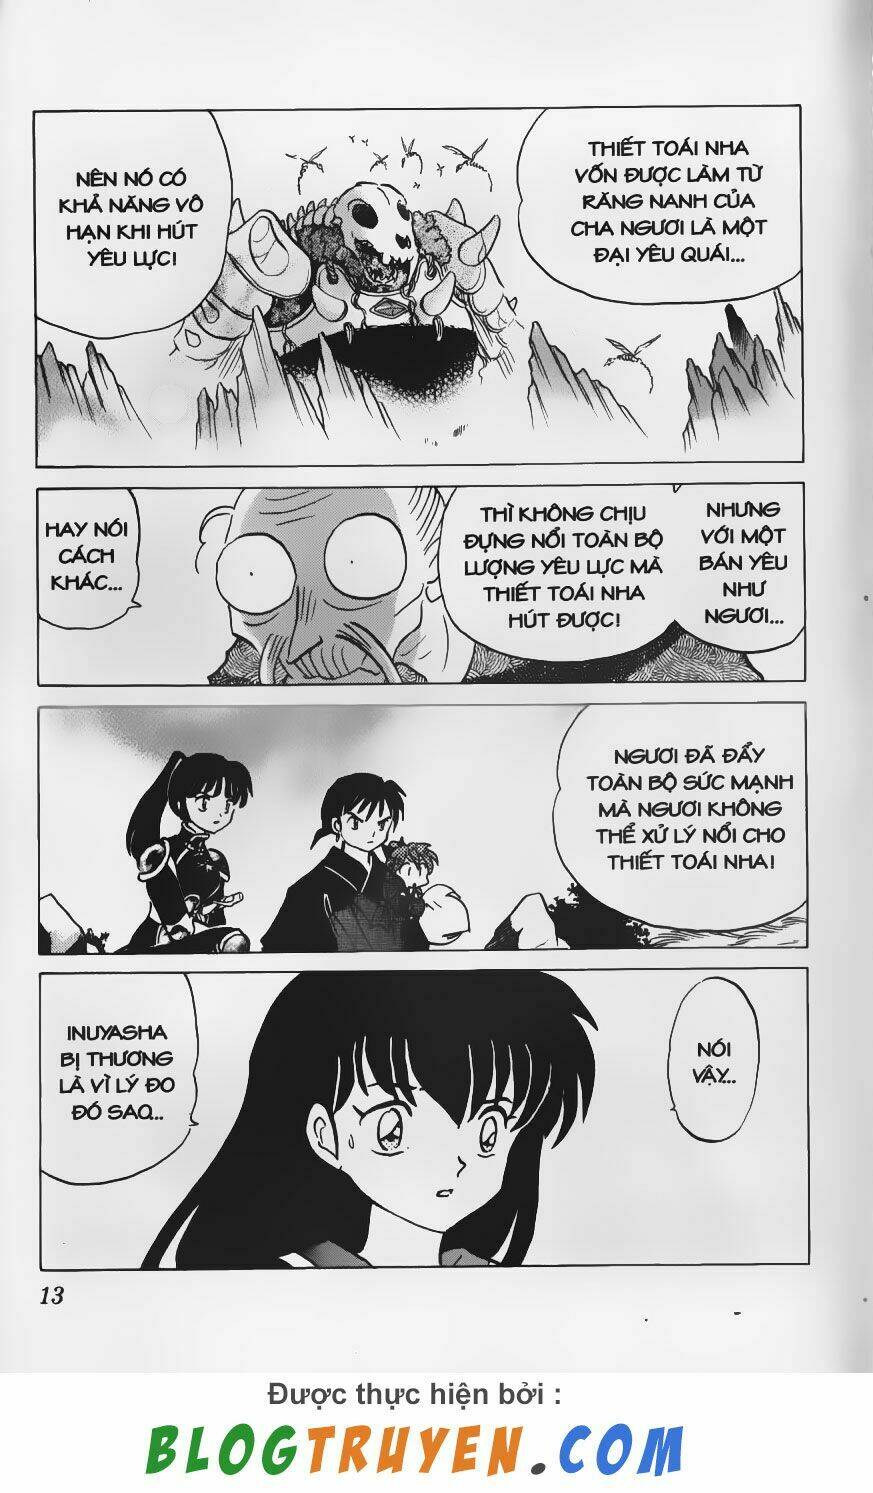 THIẾT TOÁI NHA
VỐN ĐƯỢC LÀM TỪ
RĂNG NANH CỦA
CHA NGƯƠI LÀ MỘT
ĐẠI YÊU QUÁI...
NÊN NÓ CÓ
KHẢ NĂNG VÔ
HẠN KHI HÚT
YÊU LỰC!
NHƯNG
VỚI MỘT
BÁN YÊU
NHƯ
NGƯƠI...
THÌ KHÔNG CHỊU
ĐỰNG NỔI TOÀN BỘ
LƯỢNG YÊU LỰC MÀ
THIẾT TOÁI NHA
HÚT ĐƯỢC!
HAY NÓI
CÁCH
KHÁC...
NGƯƠI ĐÃ ĐẨY
TOÀN BỘ SỨC MẠNH
MÀ NGƯƠI KHÔNG
THỂ XỬ LÝ NỔI CHO
THIẾT TOÁI NHA!
NÓI
VẬY...
INUYASHA
BỊ THƯƠNG
LÀ VÌ LÝ ĐO
ĐÓ SAO...
13
Được thực hiện bởi :
BLOGTRUYEN.COM